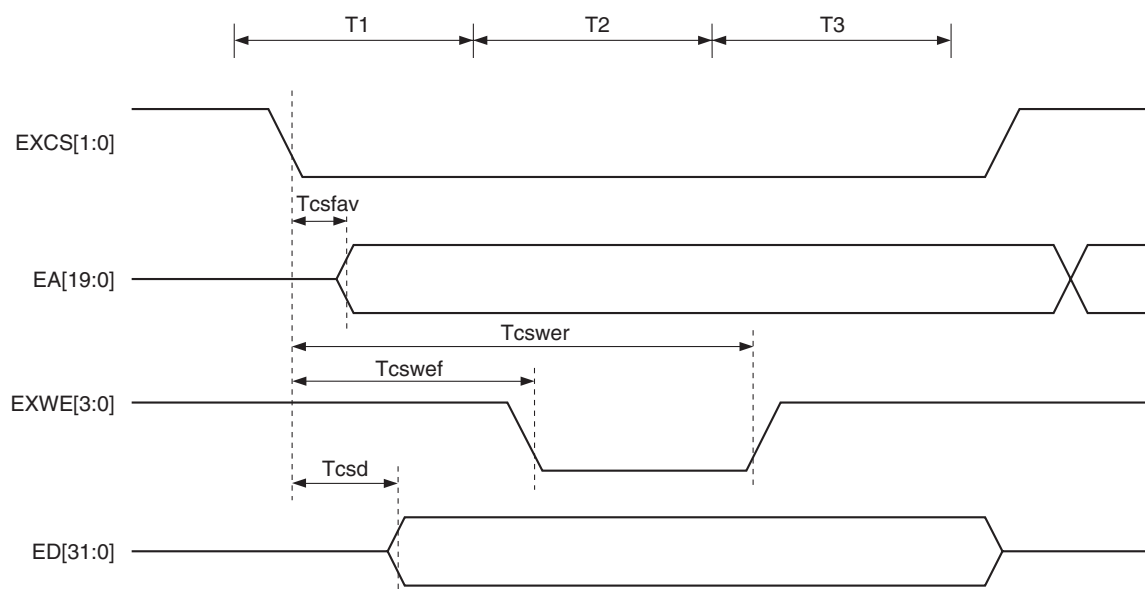 T1 T2 T3
EXCS[1:0]
Tcsfav
EA[19:0]
Tcswer
Tcswef
EXWE[3:0]
Tcsd
ED[31:0]